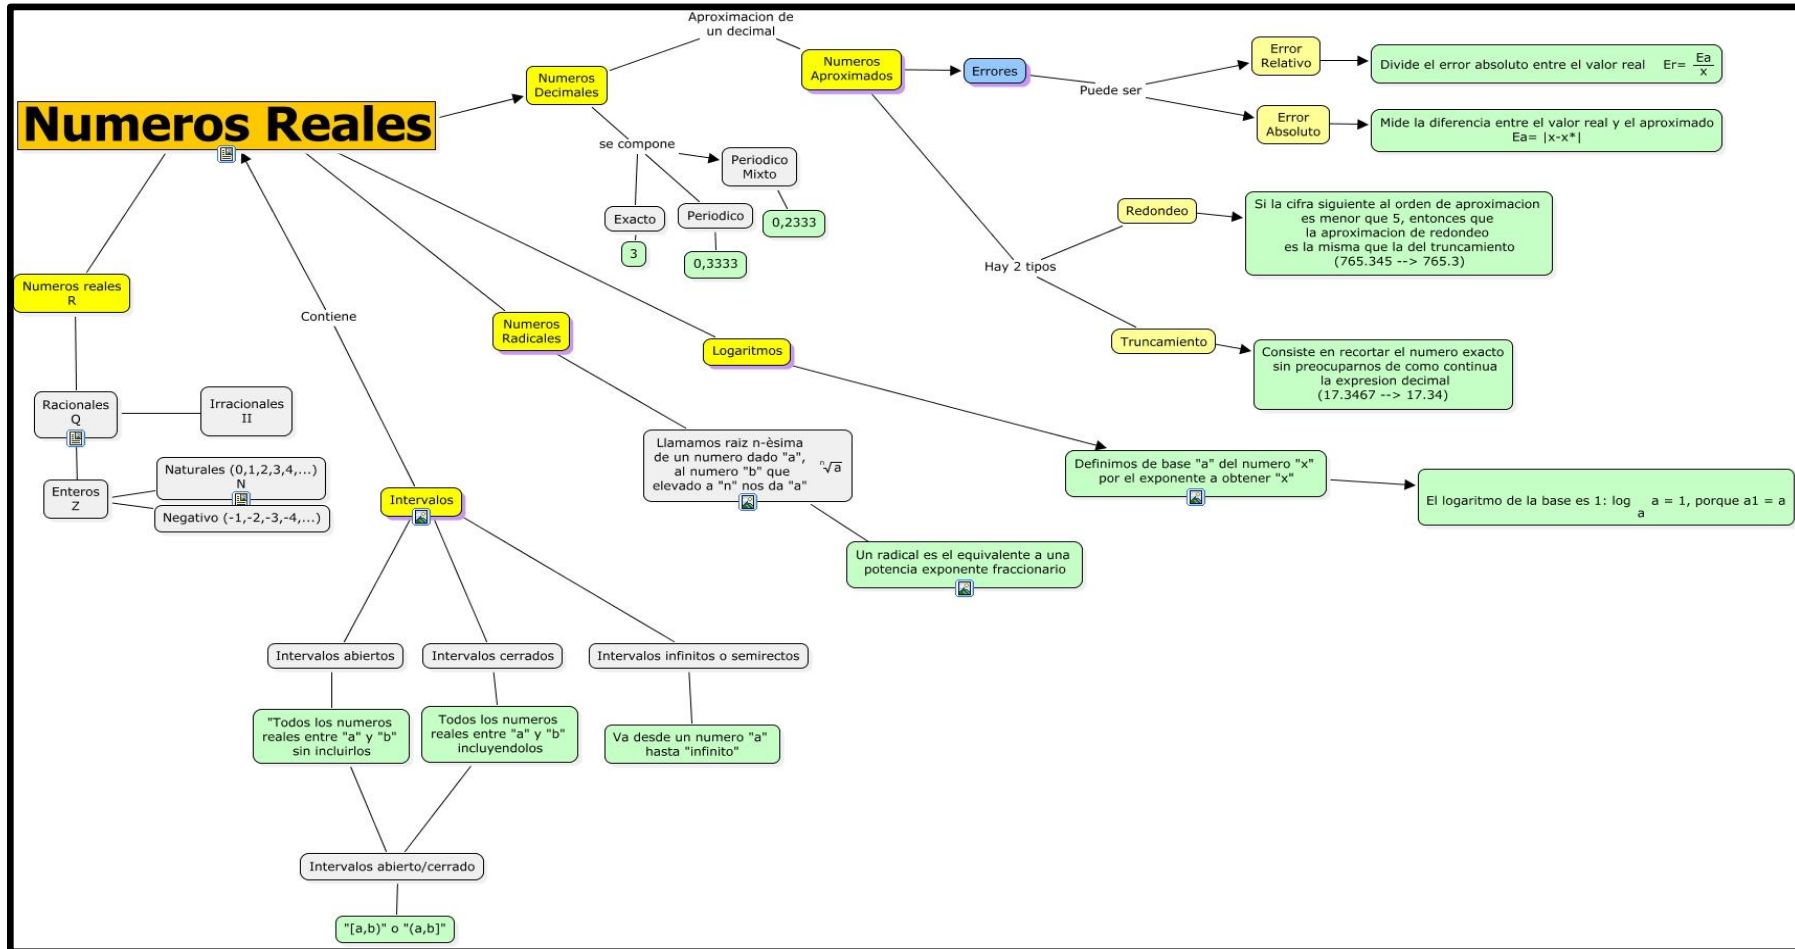 Aproximacion de
un decimal
Numeros Reales
Numeros
Decimales
Numeros
Aproximados
Errores
Puede ser
Error
Relativo
Divide el error absoluto entre el valor real    Er= Ea/x
Error
Absoluto
Mide la diferencia entre el valor real y el aproximado
Ea= |x-x*|
se compone
Periodico
Mixto
0,2333
Exacto
3
Periodico
0,3333
Hay 2 tipos
Redondeo
Si la cifra siguiente al orden de aproximacion
es menor que 5, entonces que
la aproximacion de redondeo
es la misma que la del truncamiento
(765.345 --> 765.3)
Truncamiento
Consiste en recortar el numero exacto
sin preocuparnos de como continua
la expresion decimal
(17.3467 --> 17.34)
Numeros reales
R
Racionales
Q
Irracionales
II
Enteros
Z
Naturales (0,1,2,3,4,...)
N
Negativo (-1,-2,-3,-4,...)
Contiene
Numeros
Radicales
Llamamos raiz n-èsima
de un numero dado "a",
al numero "b" que
elevado a "n" nos da "a"
ⁿ√a
Un radical es el equivalente a una
potencia exponente fraccionario
Logaritmos
Definimos de base "a" del numero "x"
por el exponente a obtener "x"
El logaritmo de la base es 1: log    a = 1, porque a1 = a
a
Intervalos
Intervalos abiertos
"Todos los numeros
reales entre "a" y "b"
sin incluirlos
Intervalos cerrados
Todos los numeros
reales entre "a" y "b"
incluyendolos
Intervalos infinitos o semirectos
Va desde un numero "a"
hasta "infinito"
Intervalos abierto/cerrado
"[a,b)" o "(a,b]"